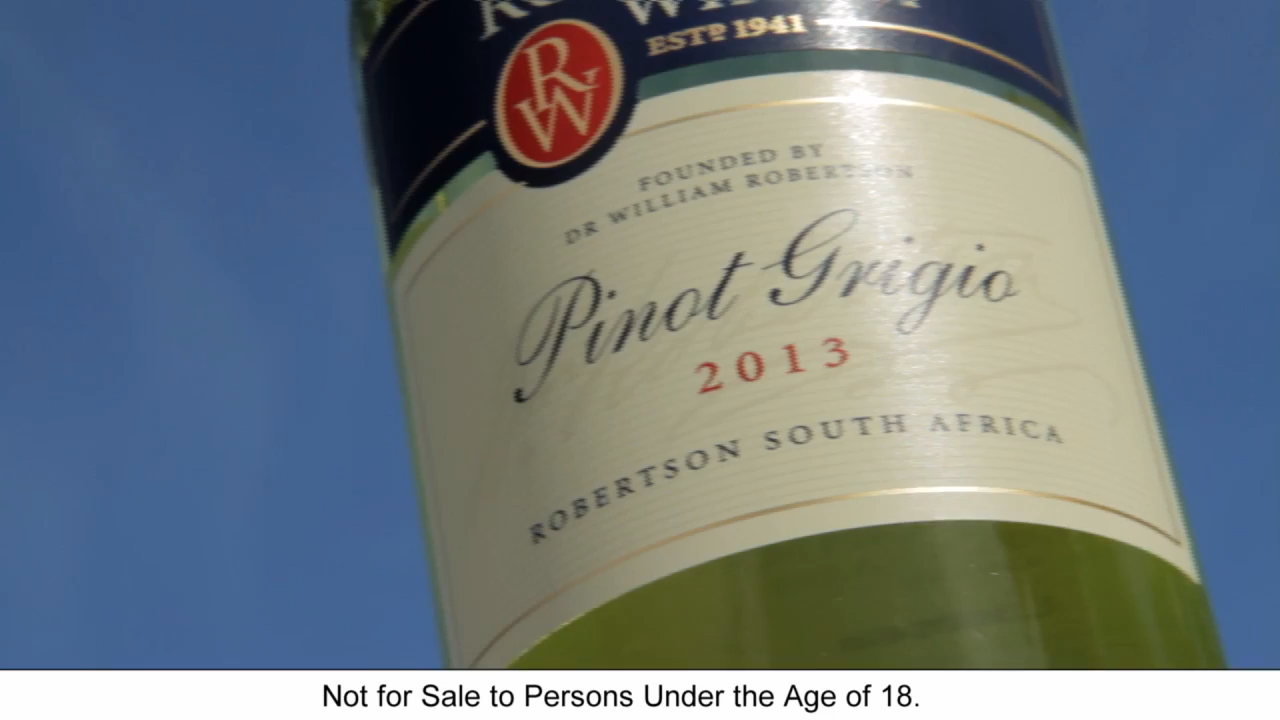 ESTD 1941
RW
FOUNDED BY
DR WILLIAM ROBERTSON
Pinot Grigio
2013
ROBERTSON SOUTH AFRICA
Not for Sale to Persons Under the Age of 18.